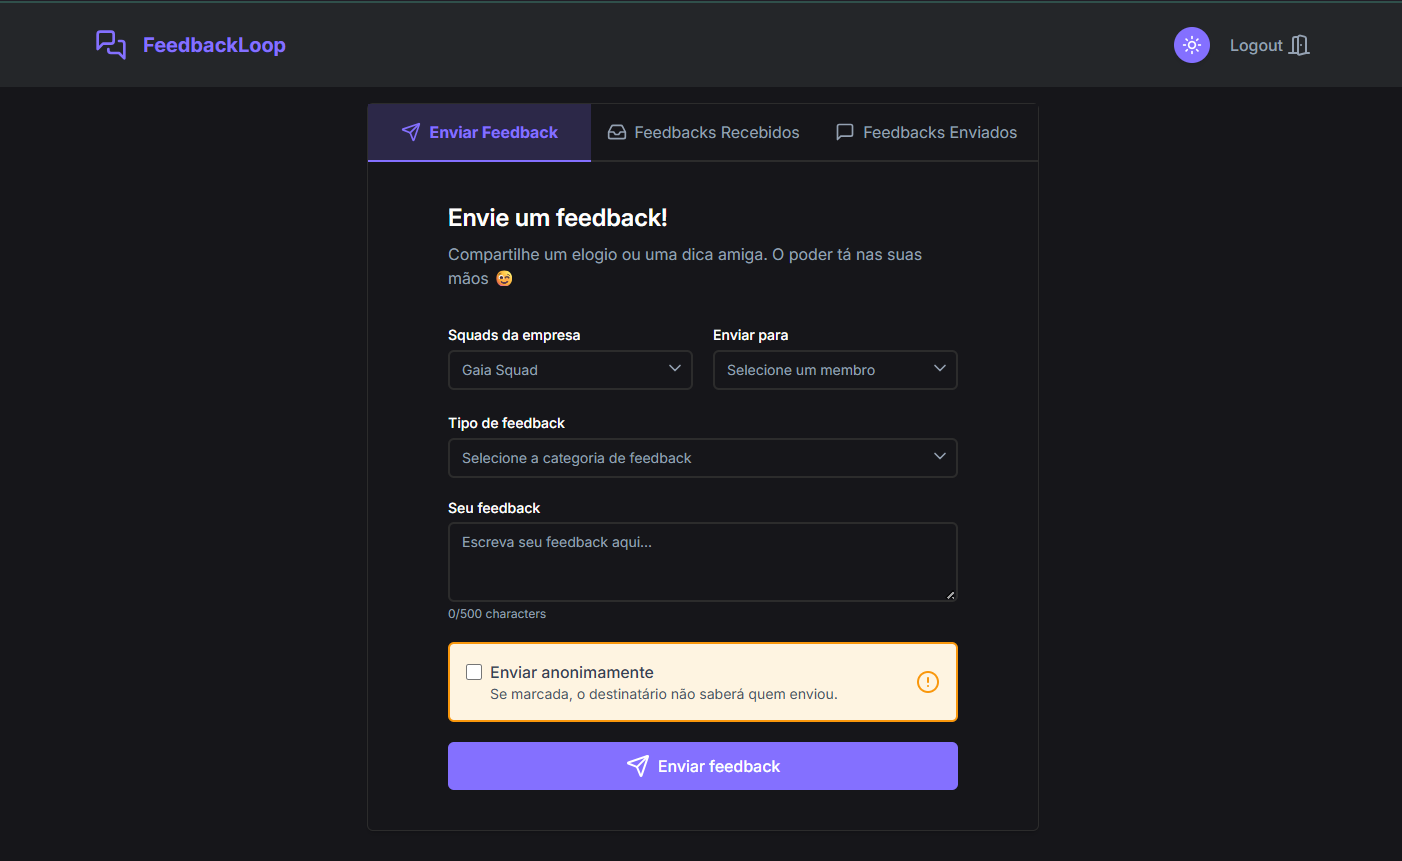 FeedbackLoop
Logout
Enviar Feedback
Feedbacks Recebidos
Feedbacks Enviados
Envie um feedback!
Compartilhe um elogio ou uma dica amiga. O poder tá nas suas
mãos 🥳
Squads da empresa
Enviar para
Gaia Squad
Selecione um membro
Tipo de feedback
Selecione a categoria de feedback
Seu feedback
Escreva seu feedback aqui...
0/500 characters
Enviar anonimamente
Se marcada, o destinatário não saberá quem enviou.
Enviar feedback